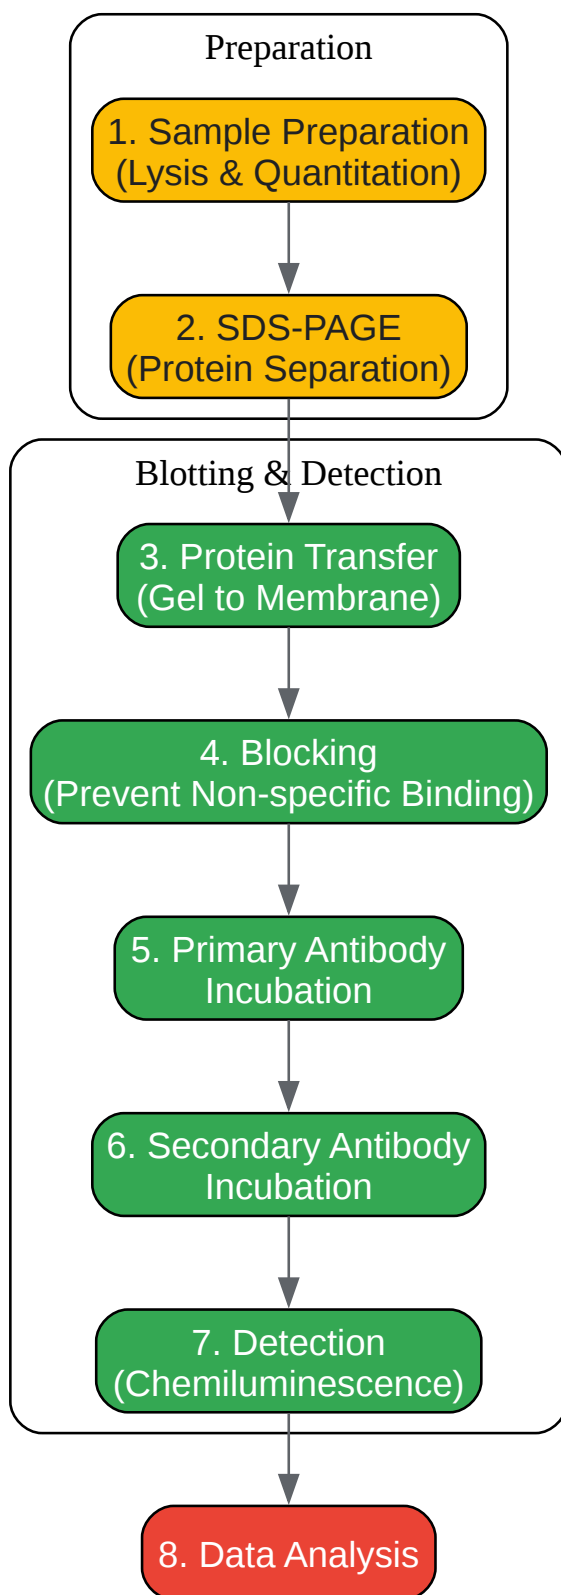 Preparation
1. Sample Preparation
(Lysis & Quantitation)
2. SDS-PAGE
(Protein Separation)
Blotting & Detection
3. Protein Transfer
(Gel to Membrane)
4. Blocking
(Prevent Non-specific Binding)
5. Primary Antibody
Incubation
6. Secondary Antibody
Incubation
7. Detection
(Chemiluminescence)
8. Data Analysis